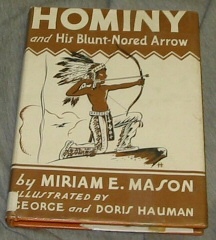 HOMINY
and His Blunt-Nosed Arrow
by MIRIAM E. MASON
ILLUSTRATED BY
GEORGE and DORIS HAUMAN